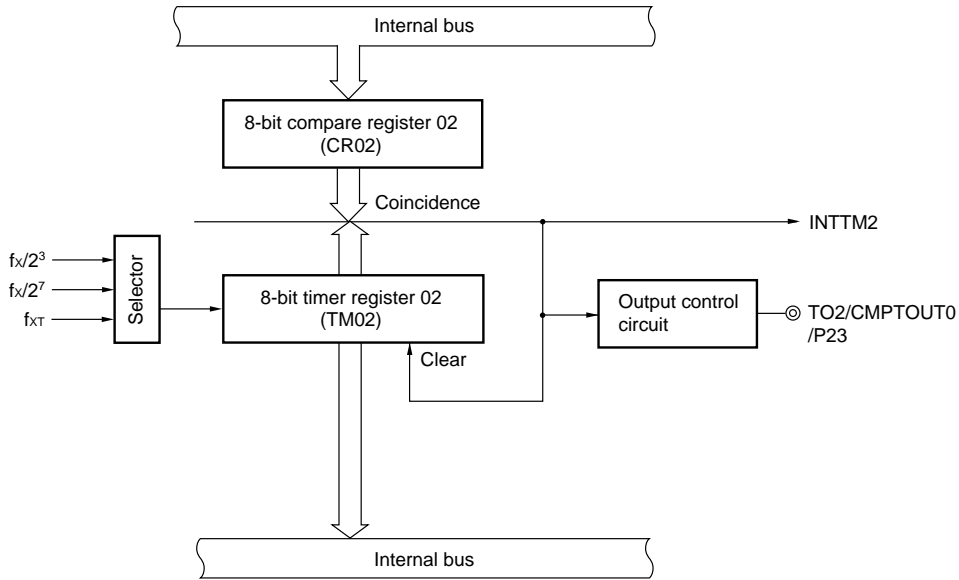 Internal bus
8-bit compare register 02
(CR02)
Coincidence
INTTM2
fX/2³
fX/2⁷
fXT
Selector
8-bit timer register 02
(TM02)
Clear
Output control
circuit
TO2/CMPTOUT0
/P23
Internal bus